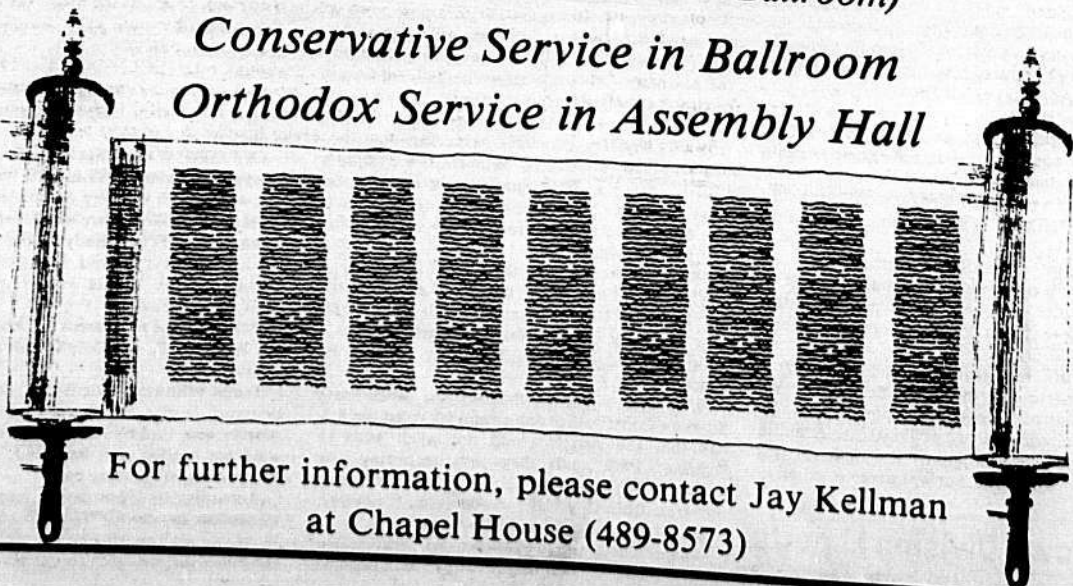 Ballroom)
Conservative Service in Ballroom
Orthodox Service in Assembly Hall
For further information, please contact Jay Kellman
at Chapel House (489-8573)